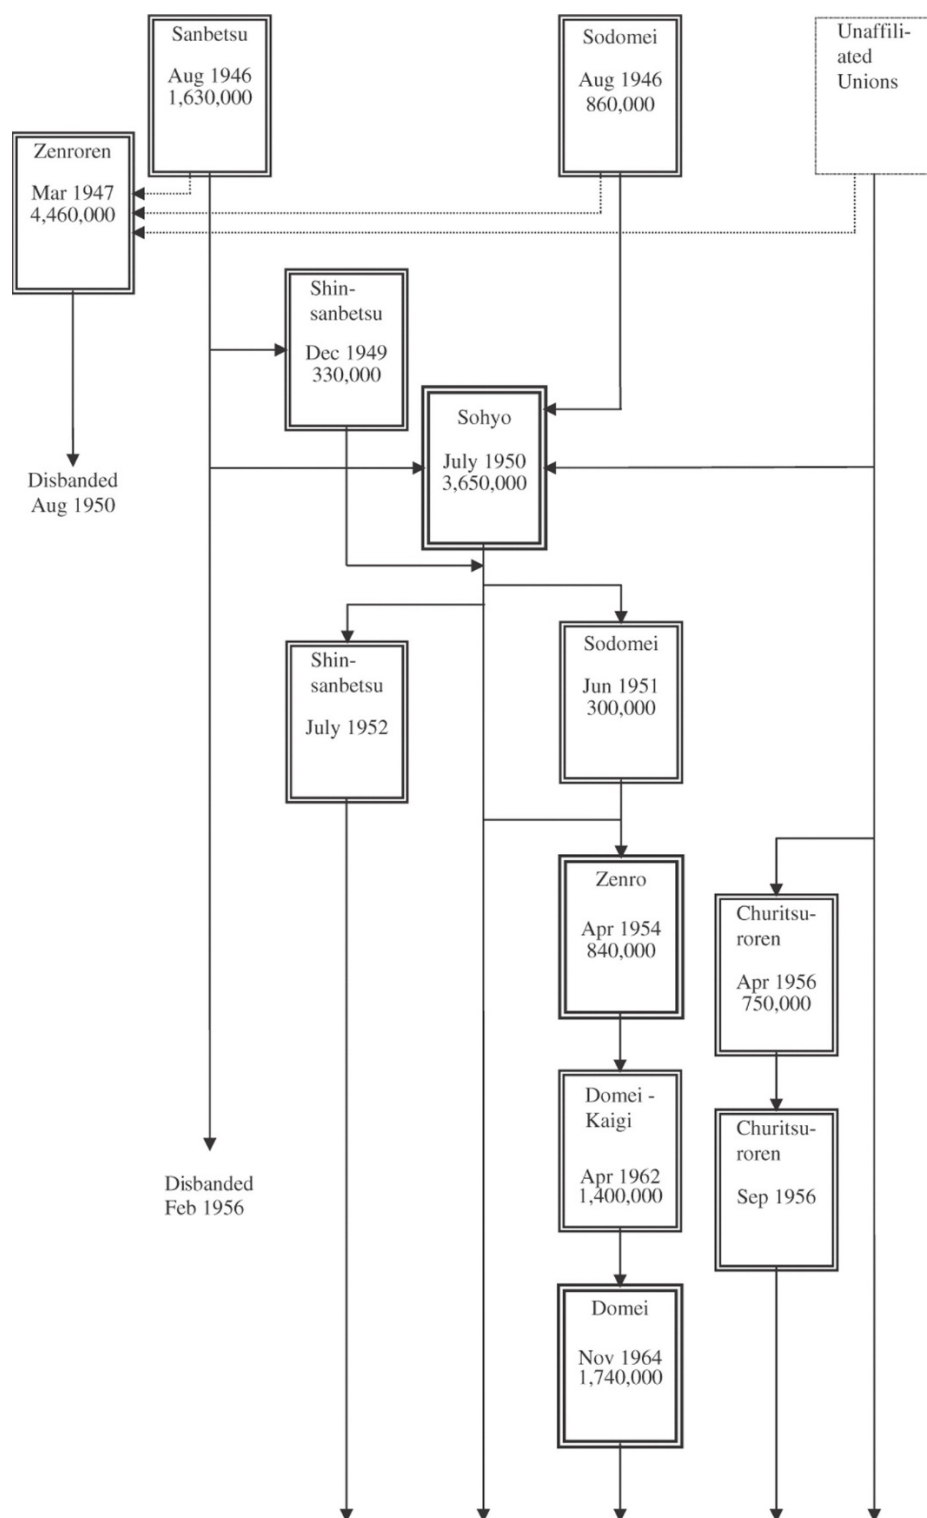 Sanbetsu
Aug 1946
1,630,000
Sodomei
Aug 1946
860,000
Unaffili-
ated
Unions
Zenroren
Mar 1947
4,460,000
Shin-
sanbetsu
Dec 1949
330,000
Sohyo
July 1950
3,650,000
Disbanded
Aug 1950
Shin-
sanbetsu
July 1952
Sodomei
Jun 1951
300,000
Zenro
Apr 1954
840,000
Churitsu-
roren
Apr 1956
750,000
Domei -
Kaigi
Apr 1962
1,400,000
Churitsu-
roren
Sep 1956
Disbanded
Feb 1956
Domei
Nov 1964
1,740,000